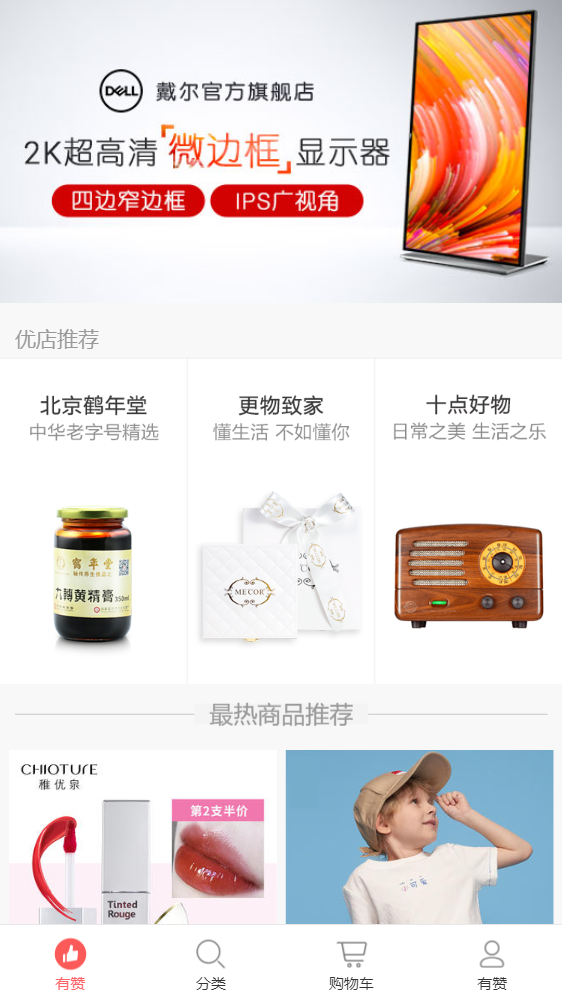 DELL 戴尔官方旗舰店
2K超高清 微边框 显示器
四边窄边框 IPS广视角
优店推荐
北京鹤年堂
中华老字号精选
更物致家
懂生活 不如懂你
十点好物
日常之美 生活之乐
鹤年堂
黄精膏
350ml
MECOR
最热商品推荐
CHIOTURE
稚优泉
第2支半价
Tinted
Rouge
有赞
分类
购物车
有赞